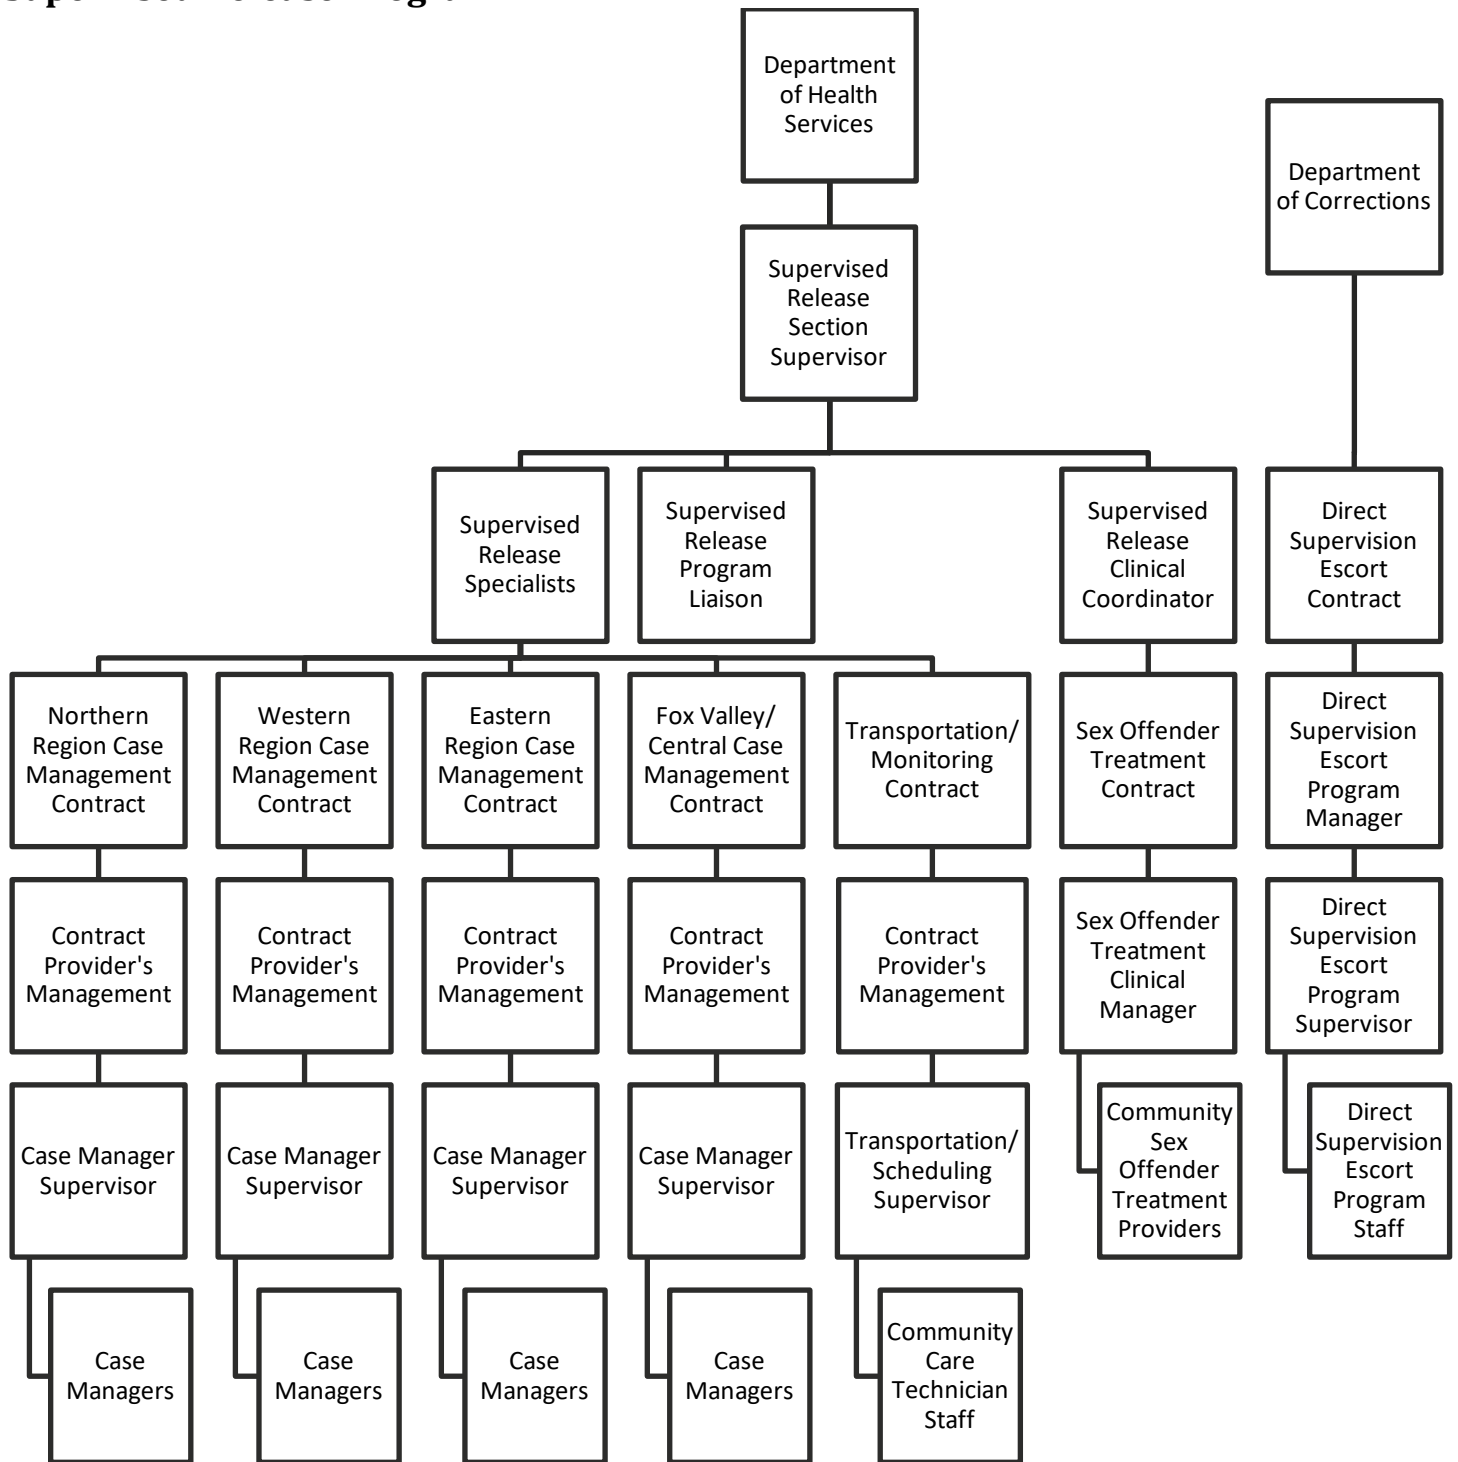 Department
of Health
Services
Department
of Corrections
Supervised
Release
Section
Supervisor
Supervised
Release
Specialists
Supervised
Release
Program
Liaison
Supervised
Release
Clinical
Coordinator
Direct
Supervision
Escort
Contract
Northern
Region Case
Management
Contract
Western
Region Case
Management
Contract
Eastern
Region Case
Management
Contract
Fox Valley/
Central Case
Management
Contract
Transportation/
Monitoring
Contract
Sex Offender
Treatment
Contract
Direct
Supervision
Escort
Program
Manager
Contract
Provider's
Management
Contract
Provider's
Management
Contract
Provider's
Management
Contract
Provider's
Management
Contract
Provider's
Management
Sex Offender
Treatment
Clinical
Manager
Direct
Supervision
Escort
Program
Supervisor
Case Manager
Supervisor
Case Manager
Supervisor
Case Manager
Supervisor
Case Manager
Supervisor
Transportation/
Scheduling
Supervisor
Community
Sex
Offender
Treatment
Providers
Direct
Supervision
Escort
Program
Staff
Case
Managers
Case
Managers
Case
Managers
Case
Managers
Community
Care
Technician
Staff